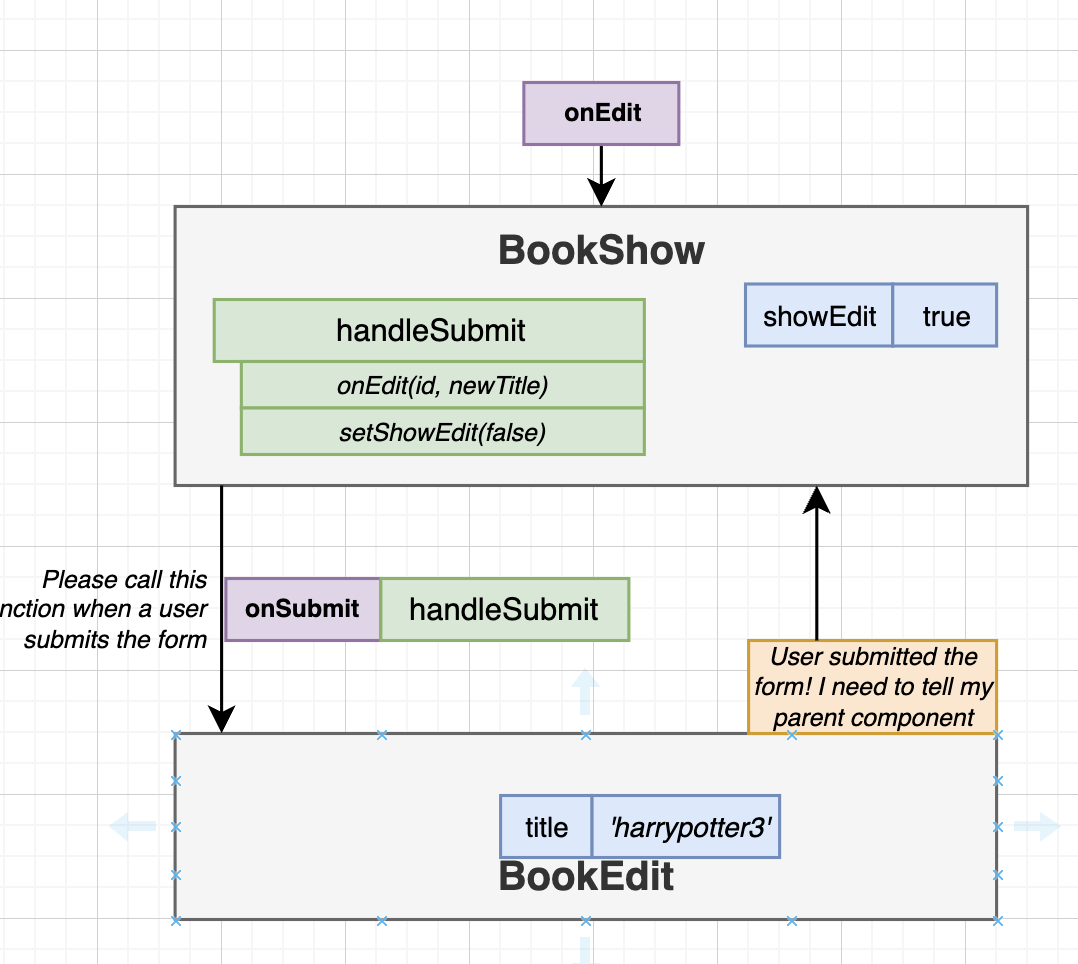 onEdit
BookShow
handleSubmit
onEdit(id, newTitle)
setShowEdit(false)
showEdit
true
Please call this
nction when a user
submits the form
onSubmit
handleSubmit
User submitted the
form! I need to tell my
parent component
title
'harrypotter3'
BookEdit